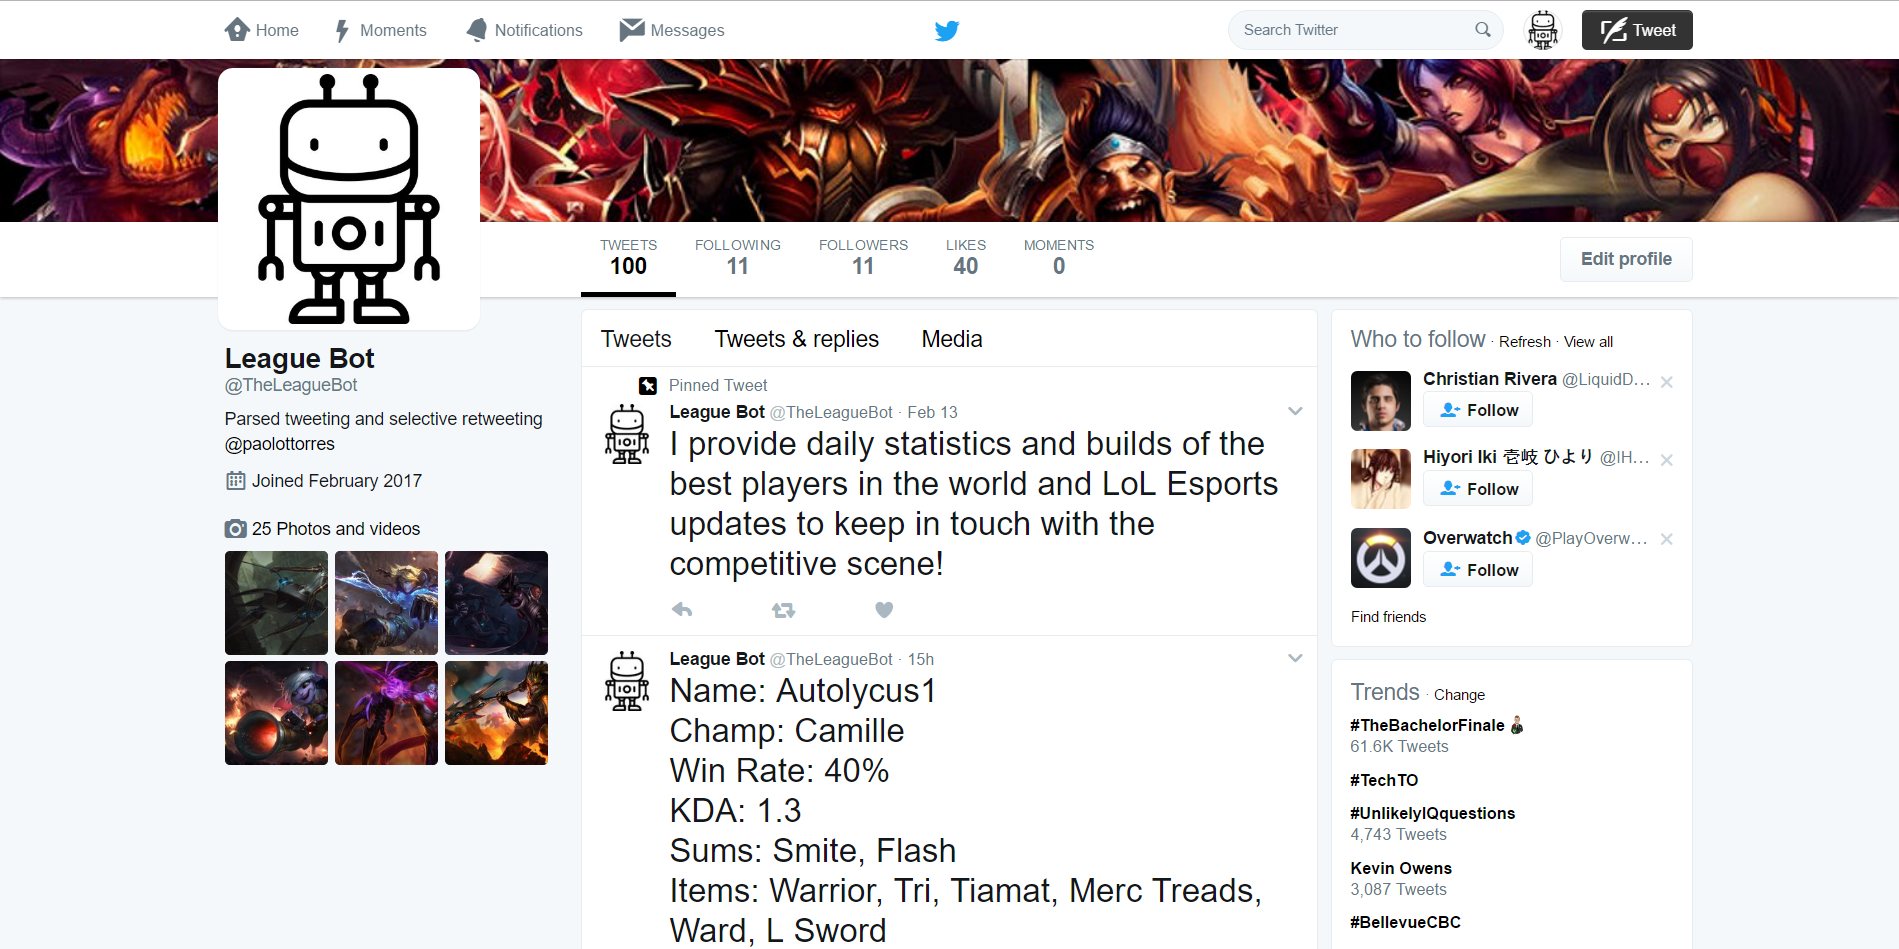 Home
Moments
Notifications
Messages
Search Twitter
Tweet
TWEETS
100
FOLLOWING
11
FOLLOWERS
11
LIKES
40
MOMENTS
0
Edit profile
League Bot
@TheLeagueBot
Parsed tweeting and selective retweeting
@paolottorres
Joined February 2017
25 Photos and videos
Tweets
Tweets & replies
Media
Pinned Tweet
League Bot @TheLeagueBot · Feb 13
I provide daily statistics and builds of the
best players in the world and LoL Esports
updates to keep in touch with the
competitive scene!
League Bot @TheLeagueBot · 15h
Name: Autolycus1
Champ: Camille
Win Rate: 40%
KDA: 1.3
Sums: Smite, Flash
Items: Warrior, Tri, Tiamat, Merc Treads,
Ward, L Sword
Who to follow · Refresh · View all
Christian Rivera @LiquidD...
Follow
Hiyori Iki 壱岐 ひより @IH...
Follow
Overwatch @PlayOverw...
Follow
Find friends
Trends · Change
#TheBachelorFinale
61.6K Tweets
#TechTO
#UnlikelyIQquestions
4,743 Tweets
Kevin Owens
3,087 Tweets
#BellevueCBC